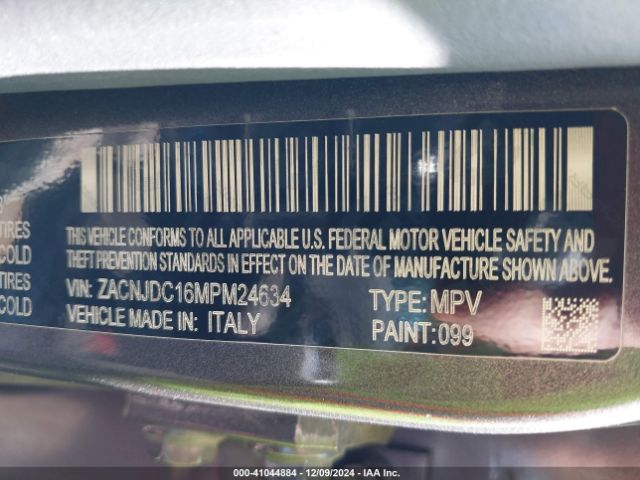 TIRES
COLD
TIRES
COLD
THIS VEHICLE CONFORMS TO ALL APPLICABLE U.S. FEDERAL MOTOR VEHICLE SAFETY AND
THEFT PREVENTION STANDARDS IN EFFECT ON THE DATE OF MANUFACTURE SHOWN ABOVE.
VIN: ZACNJDC16MPM24634 TYPE: MPV
VEHICLE MADE IN: ITALY PAINT:099
000-41044884 / 12/09/2024 - IAA Inc.